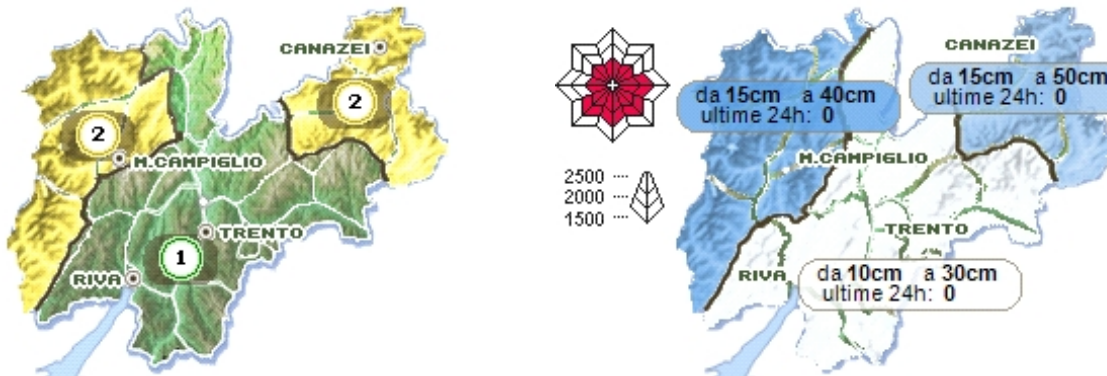 CANAZEI
2
2
M.CAMPIGLIO
TRENTO
1
RIVA
2500
2000
1500
CANAZEI
da 15cm a 40cm
ultime 24h: 0
da 15cm a 50cm
ultime 24h: 0
M.CAMPIGLIO
TRENTO
RIVA
da 10cm a 30cm
ultime 24h: 0